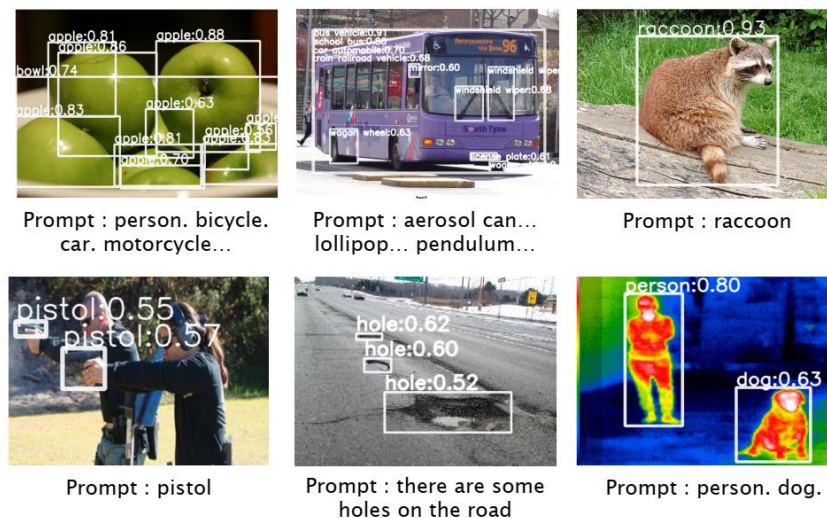 apple:0.81
apple:0.88
apple:0.86
bowl:0.74
apple:0.83
apple:0.63
apple:
apple:0.81
apple:0.70
Prompt : person. bicycle.
car. motorcycle...
bus vehicle:0.91
school bus:0.86
car automobile:0.70
train railroad vehicle:0.68
mirror:0.60
windshield wiper
windshield wiper:0.68
wagon wheel:0.63
license plate:0.61
96
South Tyne
Prompt : aerosol can...
lollipop... pendulum...
raccoon:0.93
Prompt : raccoon
pistol:0.55
pistol:0.57
Prompt : pistol
hole:0.62
hole:0.60
hole:0.52
Prompt : there are some
holes on the road
person:0.80
dog:0.63
Prompt : person. dog.